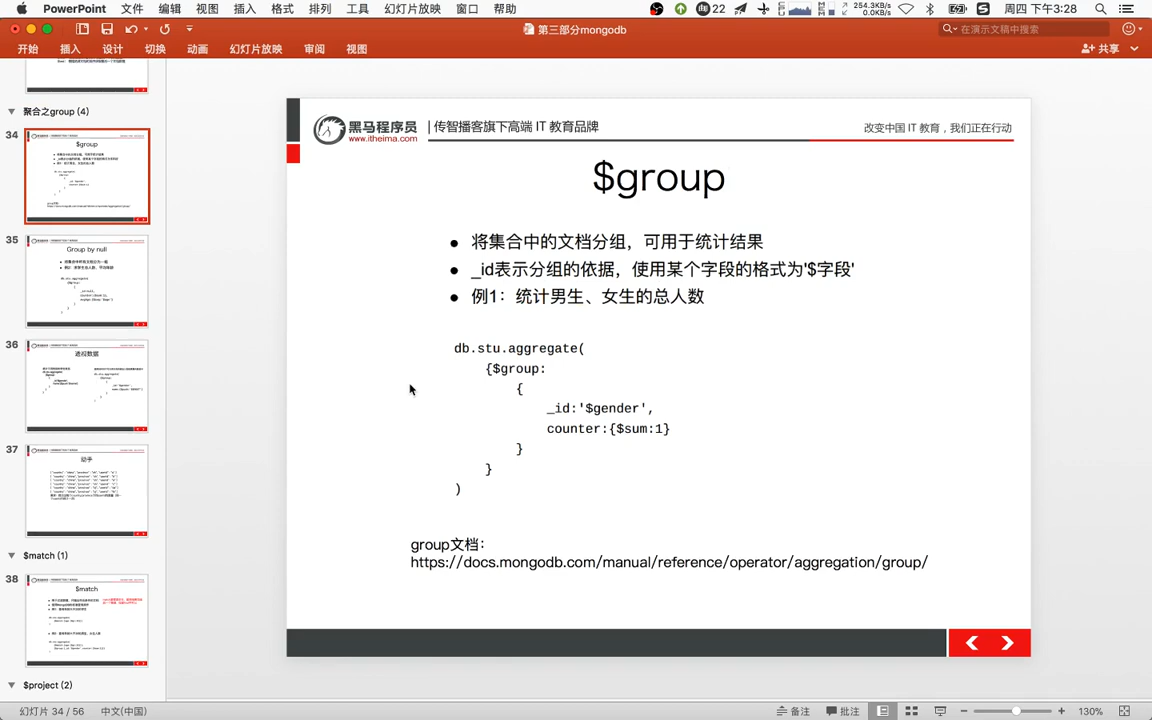 PowerPoint 文件 编辑 视图 插入 格式 排列 工具 幻灯片放映 窗口 帮助 22 254.3KB/s 0.0KB/s 周四 下午3:28
第三部分mongodb 在演示文稿中搜索
开始 插入 设计 切换 动画 幻灯片放映 审阅 视图 共享
聚合之group (4)
34
$group
35
Group by null
36
透视数据
37
动手
$match (1)
38
$match
$project (2)
黑马程序员
www.itheima.com
传智播客旗下高端 IT 教育品牌
改变中国 IT 教育，我们正在行动
$group
● 将集合中的文档分组，可用于统计结果
● _id表示分组的依据，使用某个字段的格式为'$字段'
● 例1：统计男生、女生的总人数
db.stu.aggregate(
{$group:
{
_id:'$gender',
counter:{$sum:1}
}
}
)
group文档：
https://docs.mongodb.com/manual/reference/operator/aggregation/group/
幻灯片 34 / 56 中文(中国) 备注 批注 130%